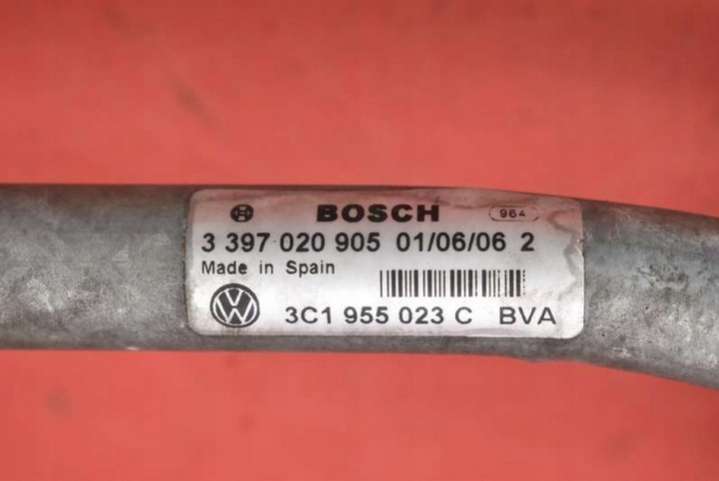 BOSCH 964
3 397 020 905 01/06/06 2
Made in Spain
3C1 955 023 C BVA